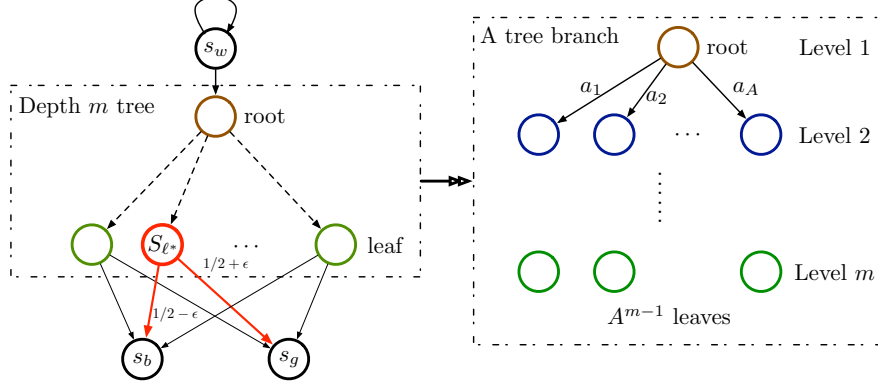 s_w
Depth m tree
root
S_{ℓ*}
...
leaf
1/2 + ϵ
1/2 − ϵ
s_b
s_g
A tree branch
root
Level 1
a_1
a_2
a_A
...
Level 2
Level m
A^{m−1} leaves